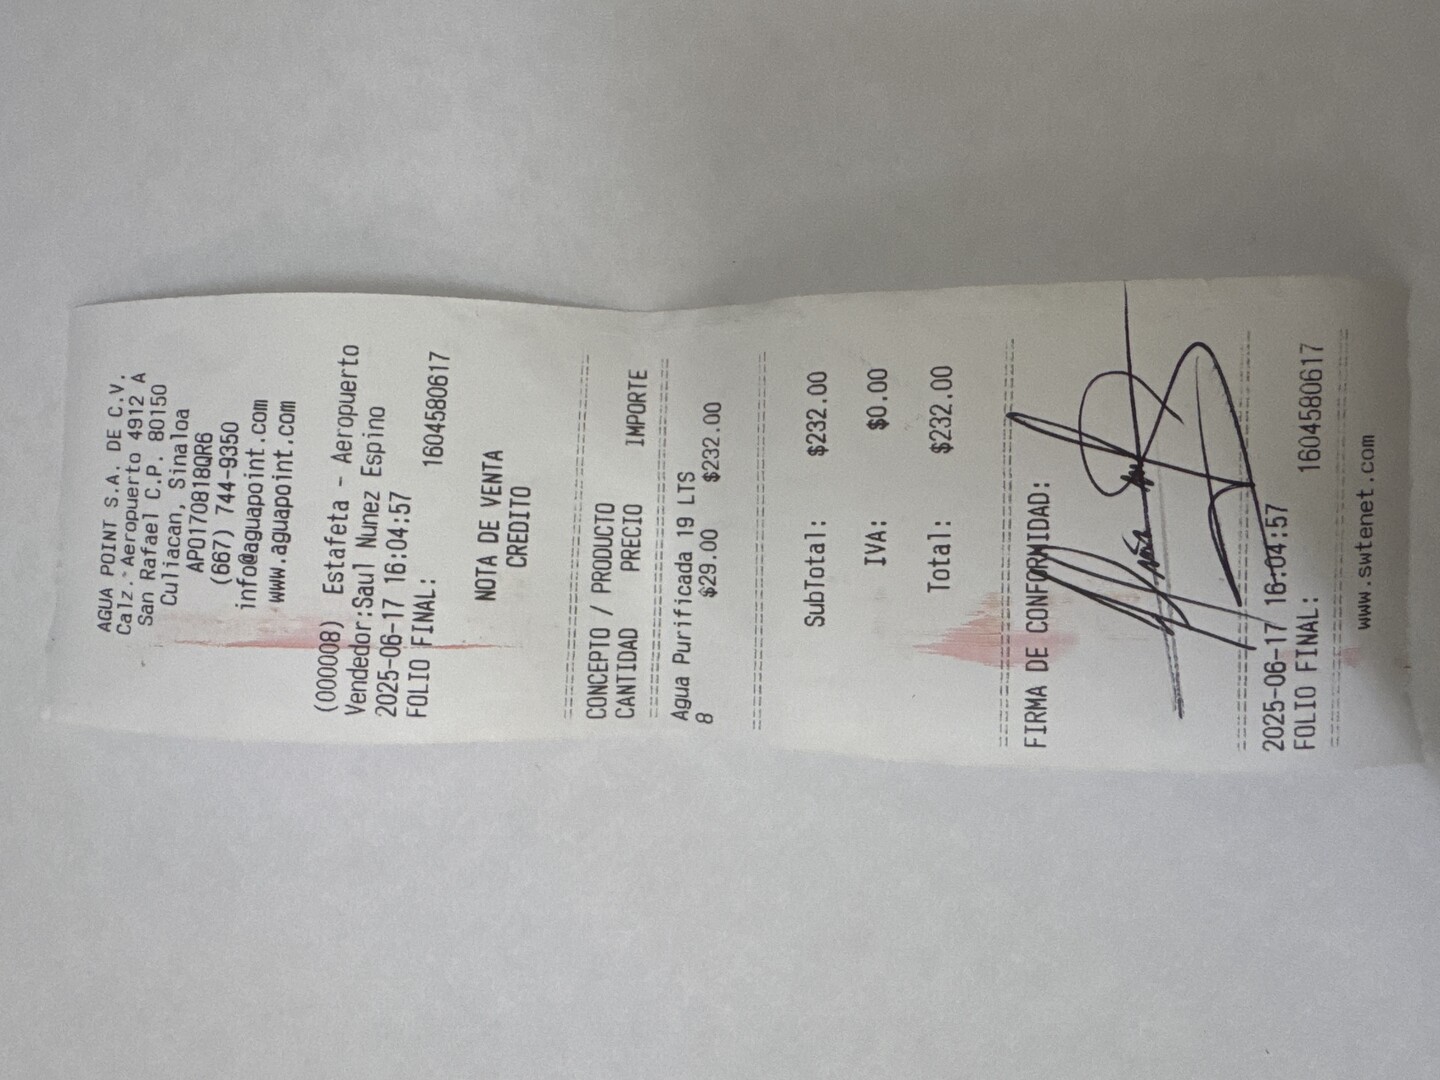 AGUA POINT S.A. DE C.V.
Calz. Aeropuerto 4912 A
San Rafael C.P. 80150
Culiacan, Sinaloa
APO170818QR6
(667) 744-9350
info@aguapoint.com
www.aguapoint.com
(000008) Estafeta - Aeropuerto
Vendedor:Saul Nunez Espino
2025-06-17 16:04:57
FOLIO FINAL: 1604580617
NOTA DE VENTA
CREDITO
CONCEPTO / PRODUCTO
CANTIDAD PRECIO IMPORTE
Agua Purificada 19 LTS
8 $29.00 $232.00
SubTotal: $232.00
IVA: $0.00
Total: $232.00
FIRMA DE CONFORMIDAD:
2025-06-17 16:04:57
FOLIO FINAL: 1604580617
www.swtenet.com